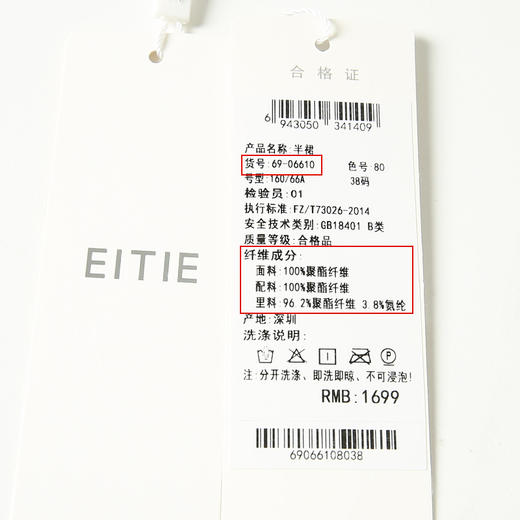 EITIE
合格证
6 943050 341409
产品名称:半裙
货号:69-06610 色号:80
号型:160/66A 38码
检验员:01
执行标准:FZ/T73026-2014
安全技术类别:GB18401 B类
质量等级:合格品
纤维成分:
面料:100%聚酯纤维
配料:100%聚酯纤维
里料:96.2%聚酯纤维 3.8%氨纶
产地:深圳
洗涤说明:
P
注:分开洗涤、即洗即晾、不可浸泡!
RMB:1699
69066108038